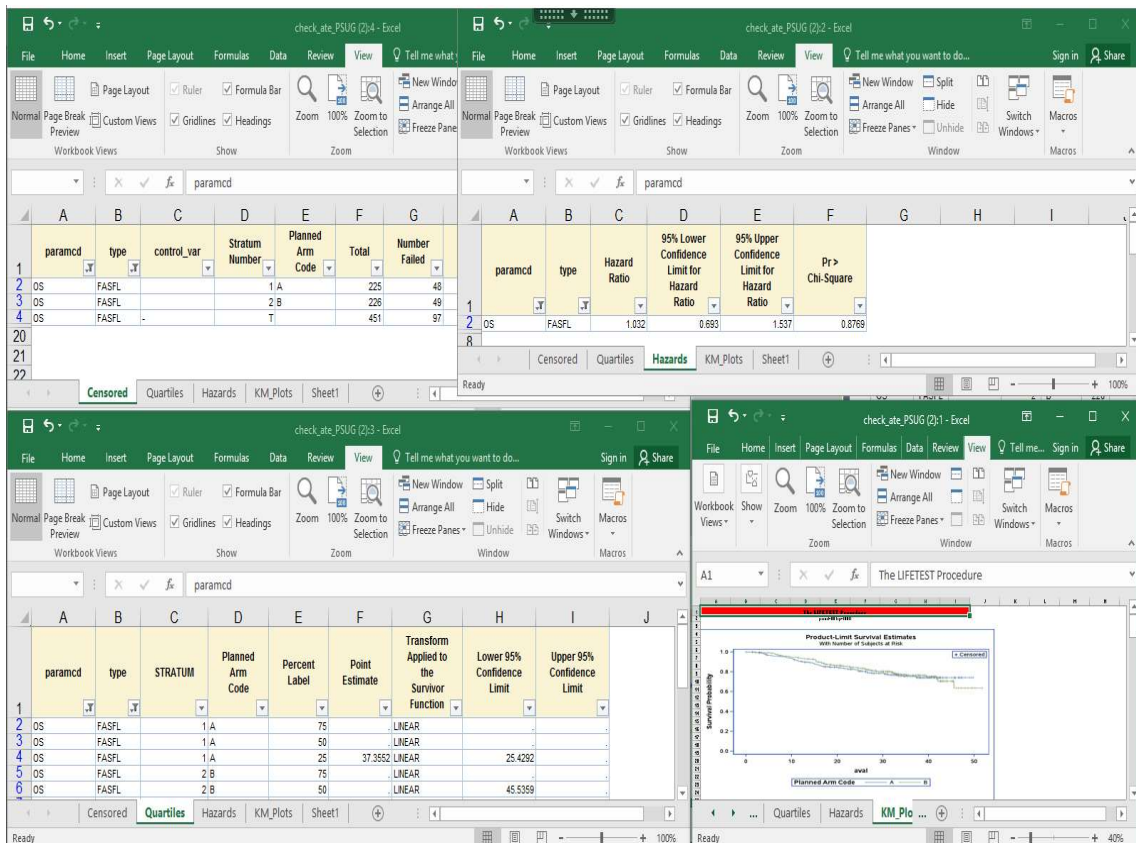 check_ate_PSUG (2):4 - Excel
File Home Insert Page Layout Formulas Data Review View Tell me what
Normal Page Break Preview
Page Layout
Custom Views
Ruler Formula Bar
Gridlines Headings
Zoom 100% Zoom to Selection
New Window
Arrange All
Freeze Pane
Workbook Views Show Zoom
fx paramcd
A B C D E F G
1 paramcd type control_var Stratum Number Planned Arm Code Total Number Failed
2 OS FASFL 1 A 225 48
3 OS FASFL 2 B 226 49
4 OS FASFL - T 451 97
20
21
22
Censored Quartiles Hazards KM_Plots Sheet1
check_ate_PSUG (2):2 - Excel
File Home Insert Page Layout Formulas Data Review View Tell me what you want to do... Sign in Share
Normal Page Break Preview
Page Layout
Custom Views
Ruler Formula Bar
Gridlines Headings
Zoom 100% Zoom to Selection
New Window Split
Arrange All Hide
Freeze Panes Unhide
Switch Windows
Macros
Workbook Views Show Zoom Window Macros
fx paramcd
A B C D E F G H I
1 paramcd type Hazard Ratio 95% Lower Confidence Limit for Hazard Ratio 95% Upper Confidence Limit for Hazard Ratio Pr > Chi-Square
2 OS FASFL 1.032 0.693 1.537 0.8769
8
Censored Quartiles Hazards KM_Plots Sheet1
Ready 100%
check_ate_PSUG (2):3 - Excel
File Home Insert Page Layout Formulas Data Review View Tell me what you want to do... Sign in Share
Normal Page Break Preview
Page Layout
Custom Views
Ruler Formula Bar
Gridlines Headings
Zoom 100% Zoom to Selection
New Window Split
Arrange All Hide
Freeze Panes Unhide
Switch Windows
Macros
Workbook Views Show Zoom Window Macros
fx paramcd
A B C D E F G H I J
1 paramcd type STRATUM Planned Arm Code Percent Label Point Estimate Transform Applied to the Survivor Function Lower 95% Confidence Limit Upper 95% Confidence Limit
2 OS FASFL 1 A 75 . LINEAR . .
3 OS FASFL 1 A 50 . LINEAR . .
4 OS FASFL 1 A 25 37.3552 LINEAR 25.4292 .
5 OS FASFL 2 B 75 . LINEAR . .
6 OS FASFL 2 B 50 . LINEAR 45.5359 .
Censored Quartiles Hazards KM_Plots Sheet1
Ready 100%
check_ate_PSUG (2):1 - Excel
File Home Insert Page Layout Formulas Data Review View Tell me... Sign in Share
Workbook Views
Show
Zoom 100% Zoom to Selection
New Window
Arrange All
Freeze Panes
Switch Windows
Macros
Zoom Window Macros
A1 fx The LIFETEST Procedure
The LIFETEST Procedure
Product-Limit Survival Estimates
With Number of Subjects at Risk
+ Censored
Survival Probability
1.0
0.8
0.6
0.4
0.2
0.0
0 10 20 30 40 50
aval
Planned Arm Code A B
... Quartiles Hazards KM_Plo ...
Ready 40%